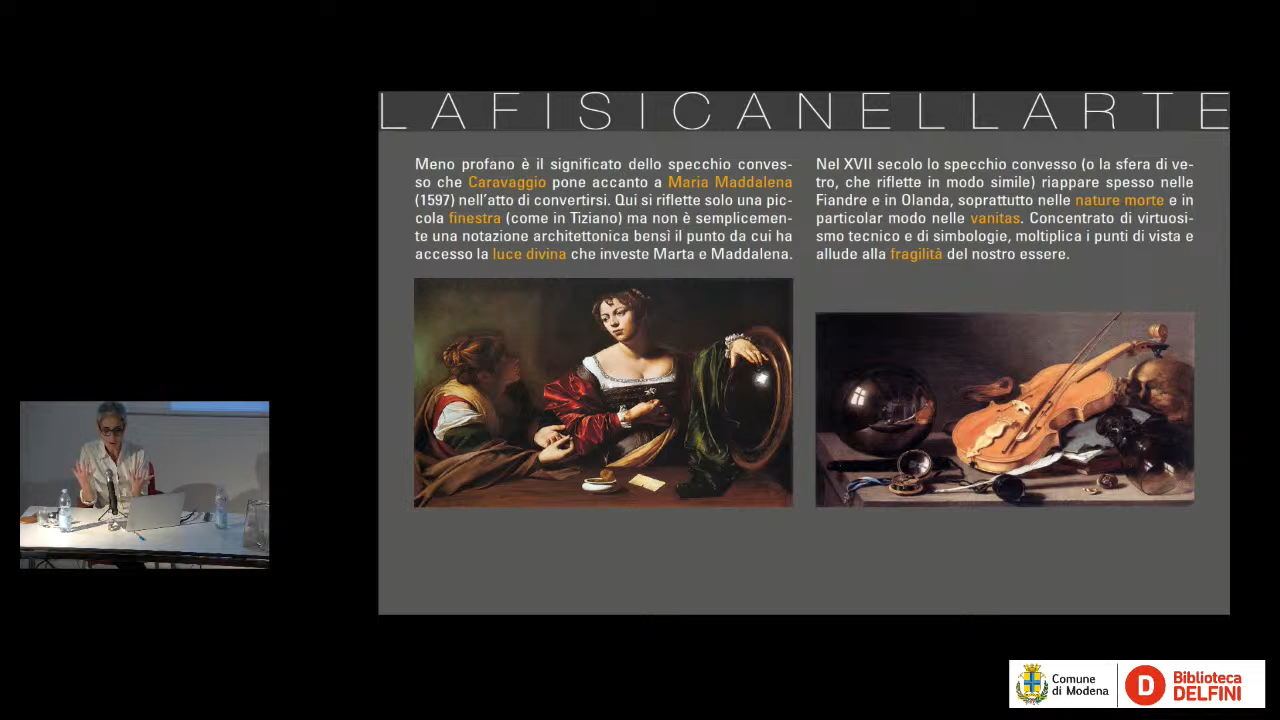 LAFISICANELLARTE
Meno profano è il significato dello specchio conves-
so che Caravaggio pone accanto a Maria Maddalena
(1597) nell'atto di convertirsi. Qui si riflette solo una pic-
cola finestra (come in Tiziano) ma non è semplicemen-
te una notazione architettonica bensì il punto da cui ha
accesso la luce divina che investe Marta e Maddalena.
Nel XVII secolo lo specchio convesso (o la sfera di ve-
tro, che riflette in modo simile) riappare spesso nelle
Fiandre e in Olanda, soprattutto nelle nature morte e in
particolar modo nelle vanitas. Concentrato di virtuosi-
smo tecnico e di simbologie, moltiplica i punti di vista e
allude alla fragilità del nostro essere.
Comune
di Modena
D
Biblioteca
DELFINI